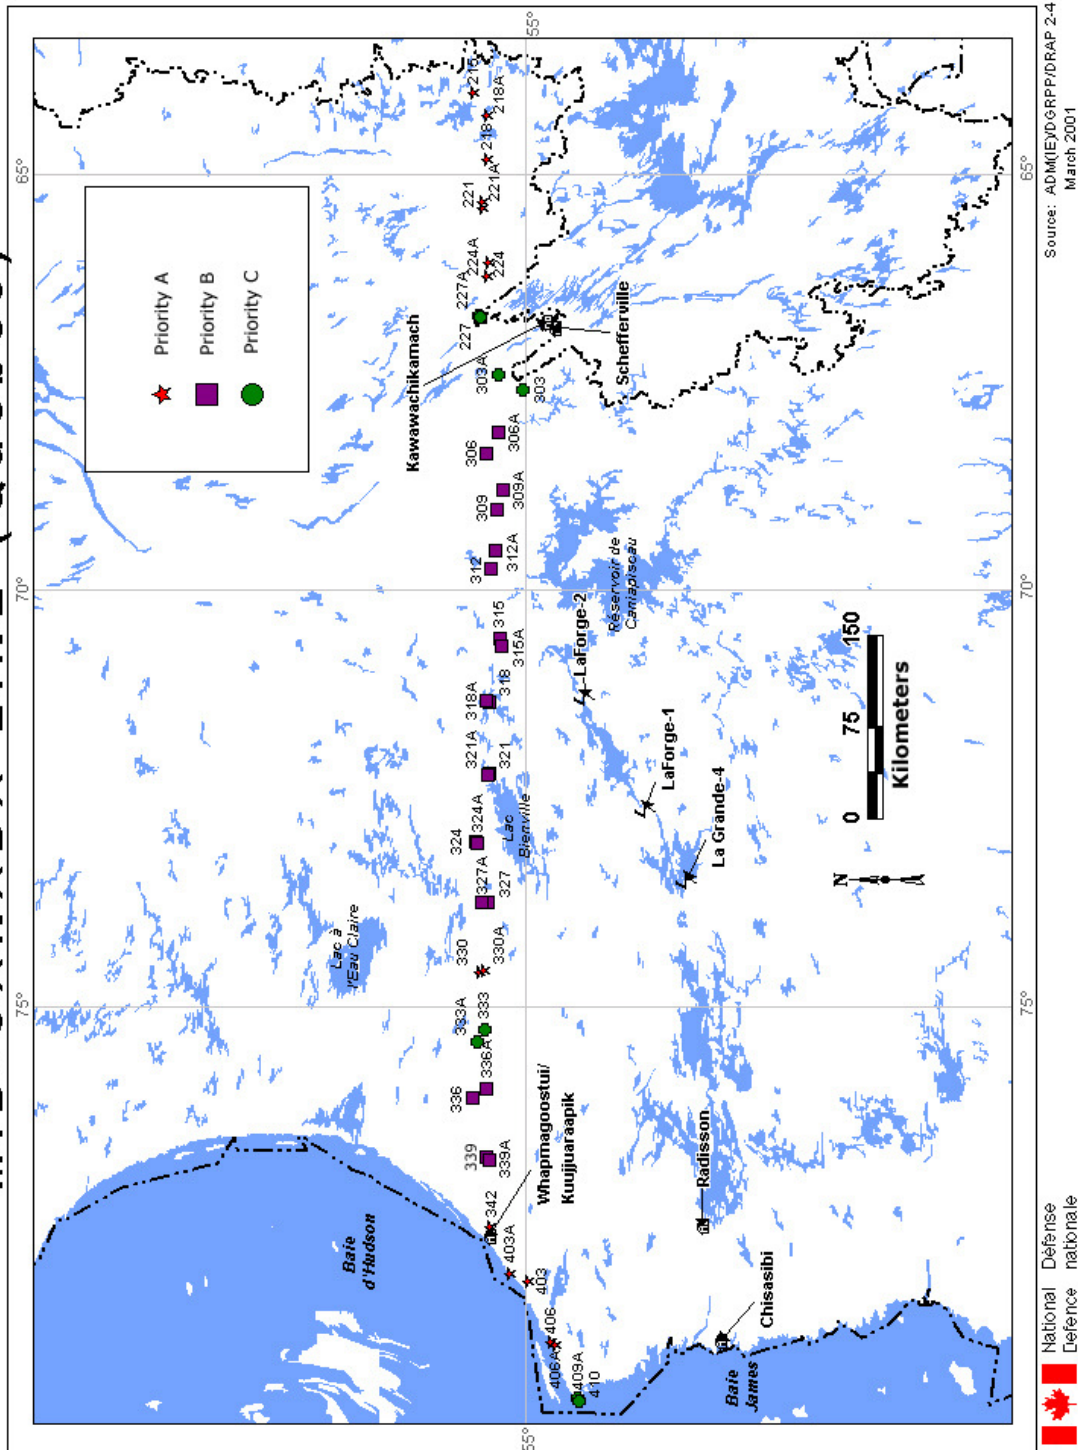 65°
70°
75°
55°
Priority A
Priority B
Priority C
215
218A
218
221A
221
224A
224
227A
227
Kawawachikamach
Schefferville
303A
303
306
306A
309
309A
312
312A
315
315A
318A
318
321A
321
324
324A
327A
327
330
330A
333A
333
336A
336
339
339A
342
403A
403
406
406A
409A
410
Réservoir de
Caniapiscau
LaForge-2
LaForge-1
La Grande-4
Lac
Bienville
Lac à
l'Eau Claire
Whapmagoostui/
Kuujjuaraapik
Baie
d'Hudson
Radisson
Chisasibi
Baie
James
N
0 75 150
Kilometers
65°
70°
75°
55°
National Défense
Defence nationale
Source: ADM(IE)/DGRPP/DRAP 2-4
March 2001